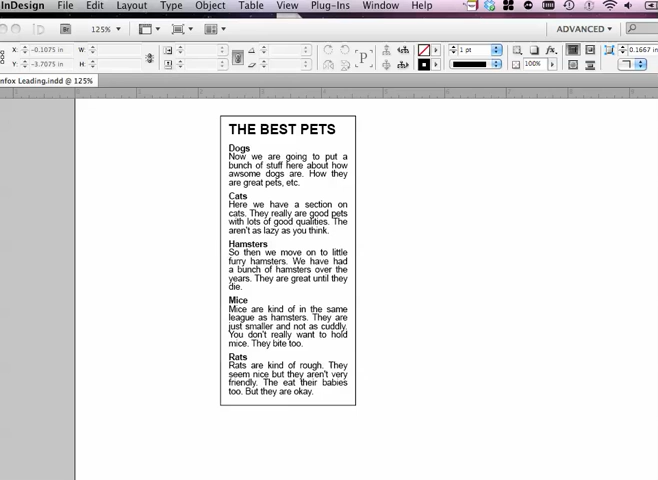 InDesign File Edit Layout Type Object Table View Plug-Ins Window Help
125% ADVANCED
X: -0.1075 in W: 1 pt 0.1667 in
Y: -3.7075 in H: 100%
nfox Leading.indd @ 125%
THE BEST PETS
Dogs
Now we are going to put a
bunch of stuff here about how
awsome dogs are. How they
are great pets, etc.
Cats
Here we have a section on
cats. They really are good pets
with lots of good qualities. The
aren't as lazy as you think.
Hamsters
So then we move on to little
furry hamsters. We have had
a bunch of hamsters over the
years. They are great until they
die.
Mice
Mice are kind of in the same
league as hamsters. They are
just smaller and not as cuddly.
You don't really want to hold
mice. They bite too.
Rats
Rats are kind of rough. They
seem nice but they aren't very
friendly. The eat their babies
too. But they are okay.